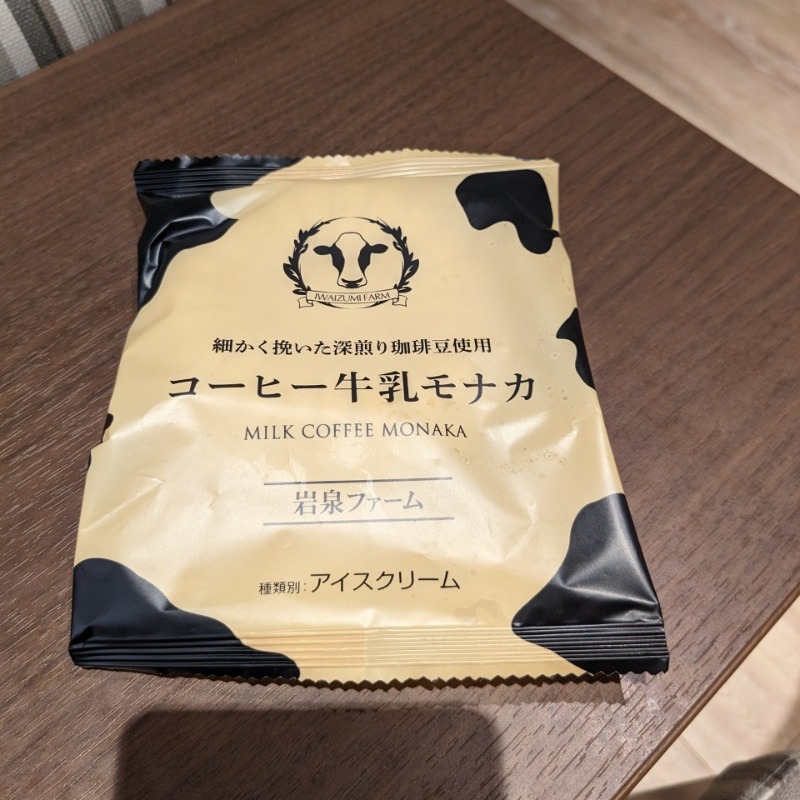 IWAIZUMI FARM
細かく挽いた深煎り珈琲豆使用
コーヒー牛乳モナカ
MILK COFFEE MONAKA
岩泉ファーム
種類別:アイスクリーム